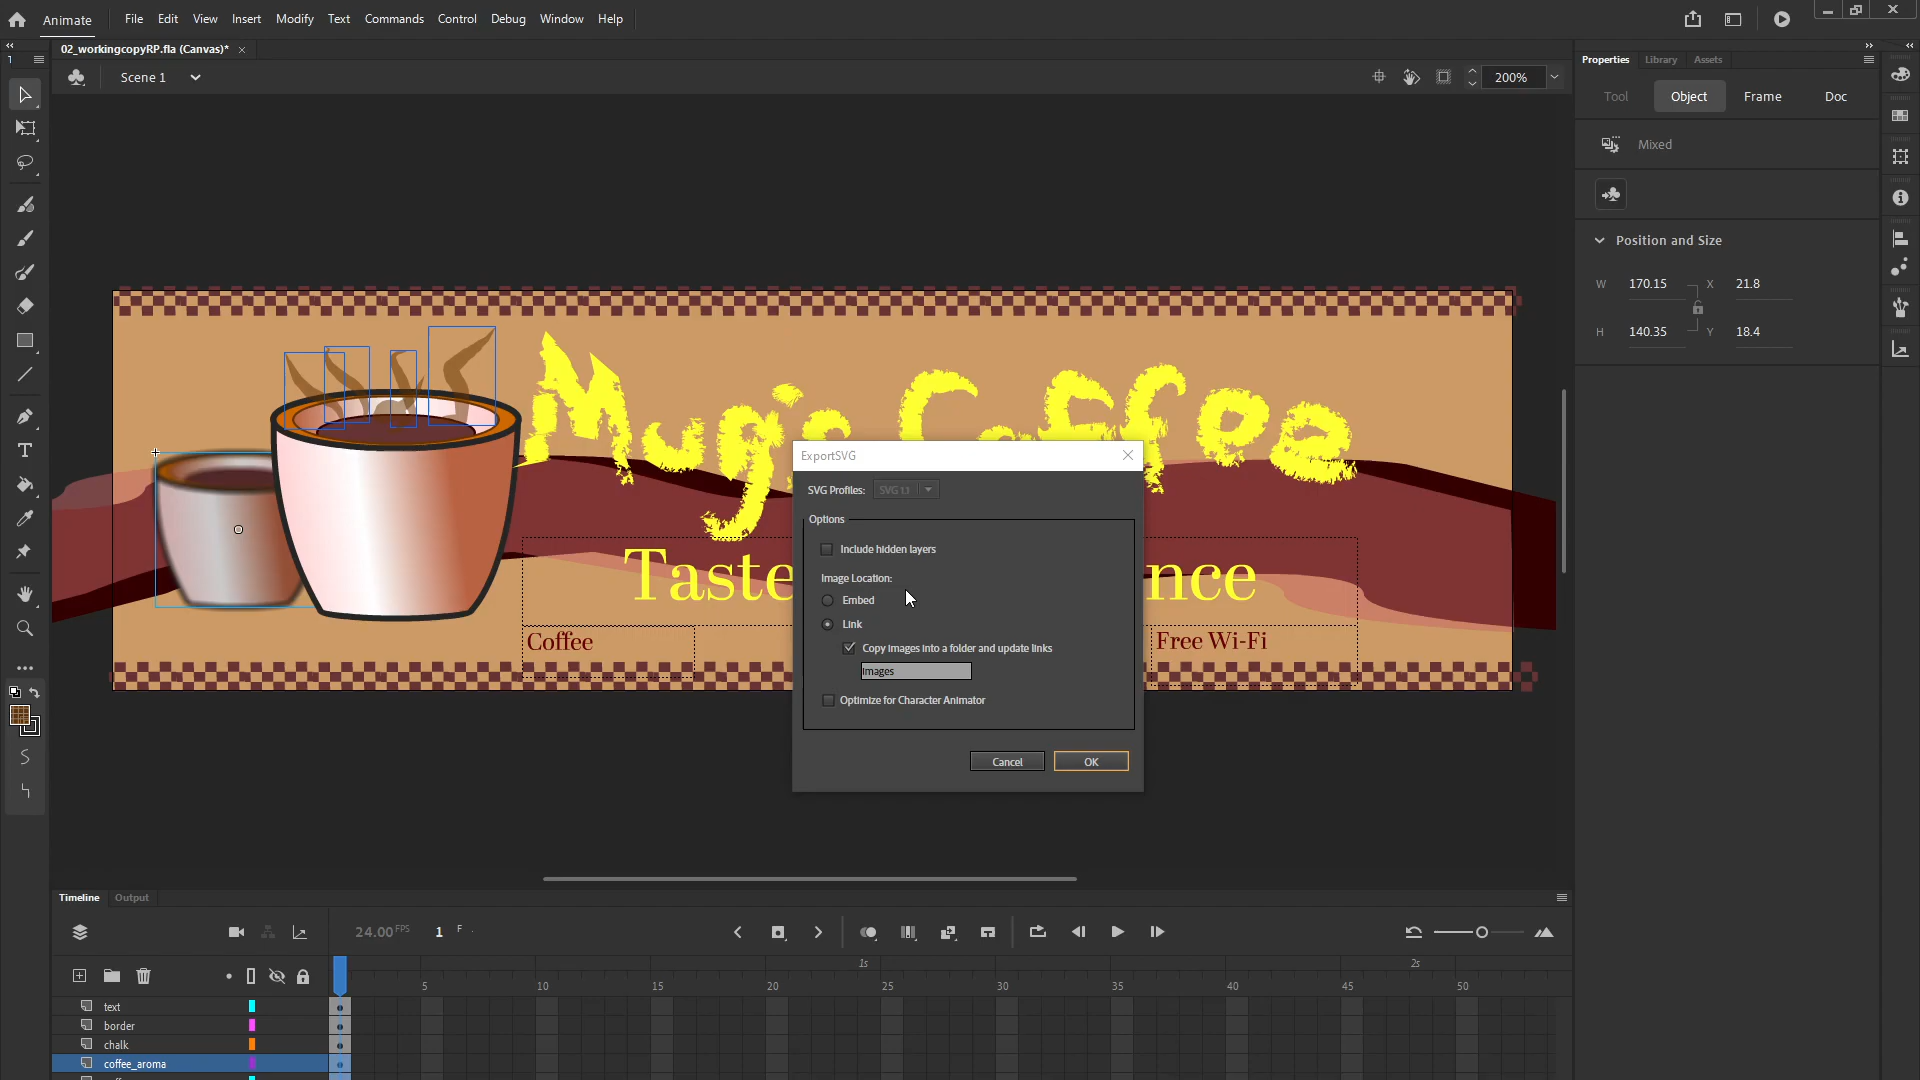 Animate File Edit View Insert Modify Text Commands Control Debug Window Help
02_workingcopyRP.fla (Canvas)*
1
Scene 1
200%
Properties Library Assets
Tool Object Frame Doc
Mixed
Position and Size
W 170.15 X 21.8
H 140.35 Y 18.4
Taste
nce
Coffee
Free Wi-Fi
ExportSVG
SVG Profiles: SVG 1.1
Options
Include hidden layers
Image Location:
Embed
Link
Copy images into a folder and update links
images
Optimize for Character Animator
Cancel OK
Timeline Output
24.00 FPS 1 F
1s 2s
5 10 15 20 25 30 35 40 45 50
text
border
chalk
coffee_aroma